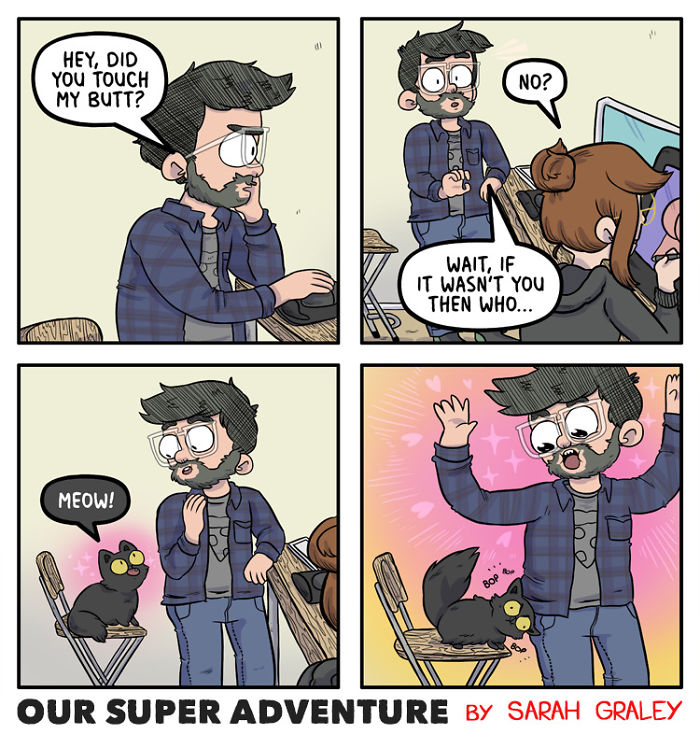 HEY, DID
YOU TOUCH
MY BUTT?
NO?
WAIT, IF
IT WASN'T YOU
THEN WHO...
MEOW!
BOP
BOP
BOP
OUR SUPER ADVENTURE BY SARAH GRALEY